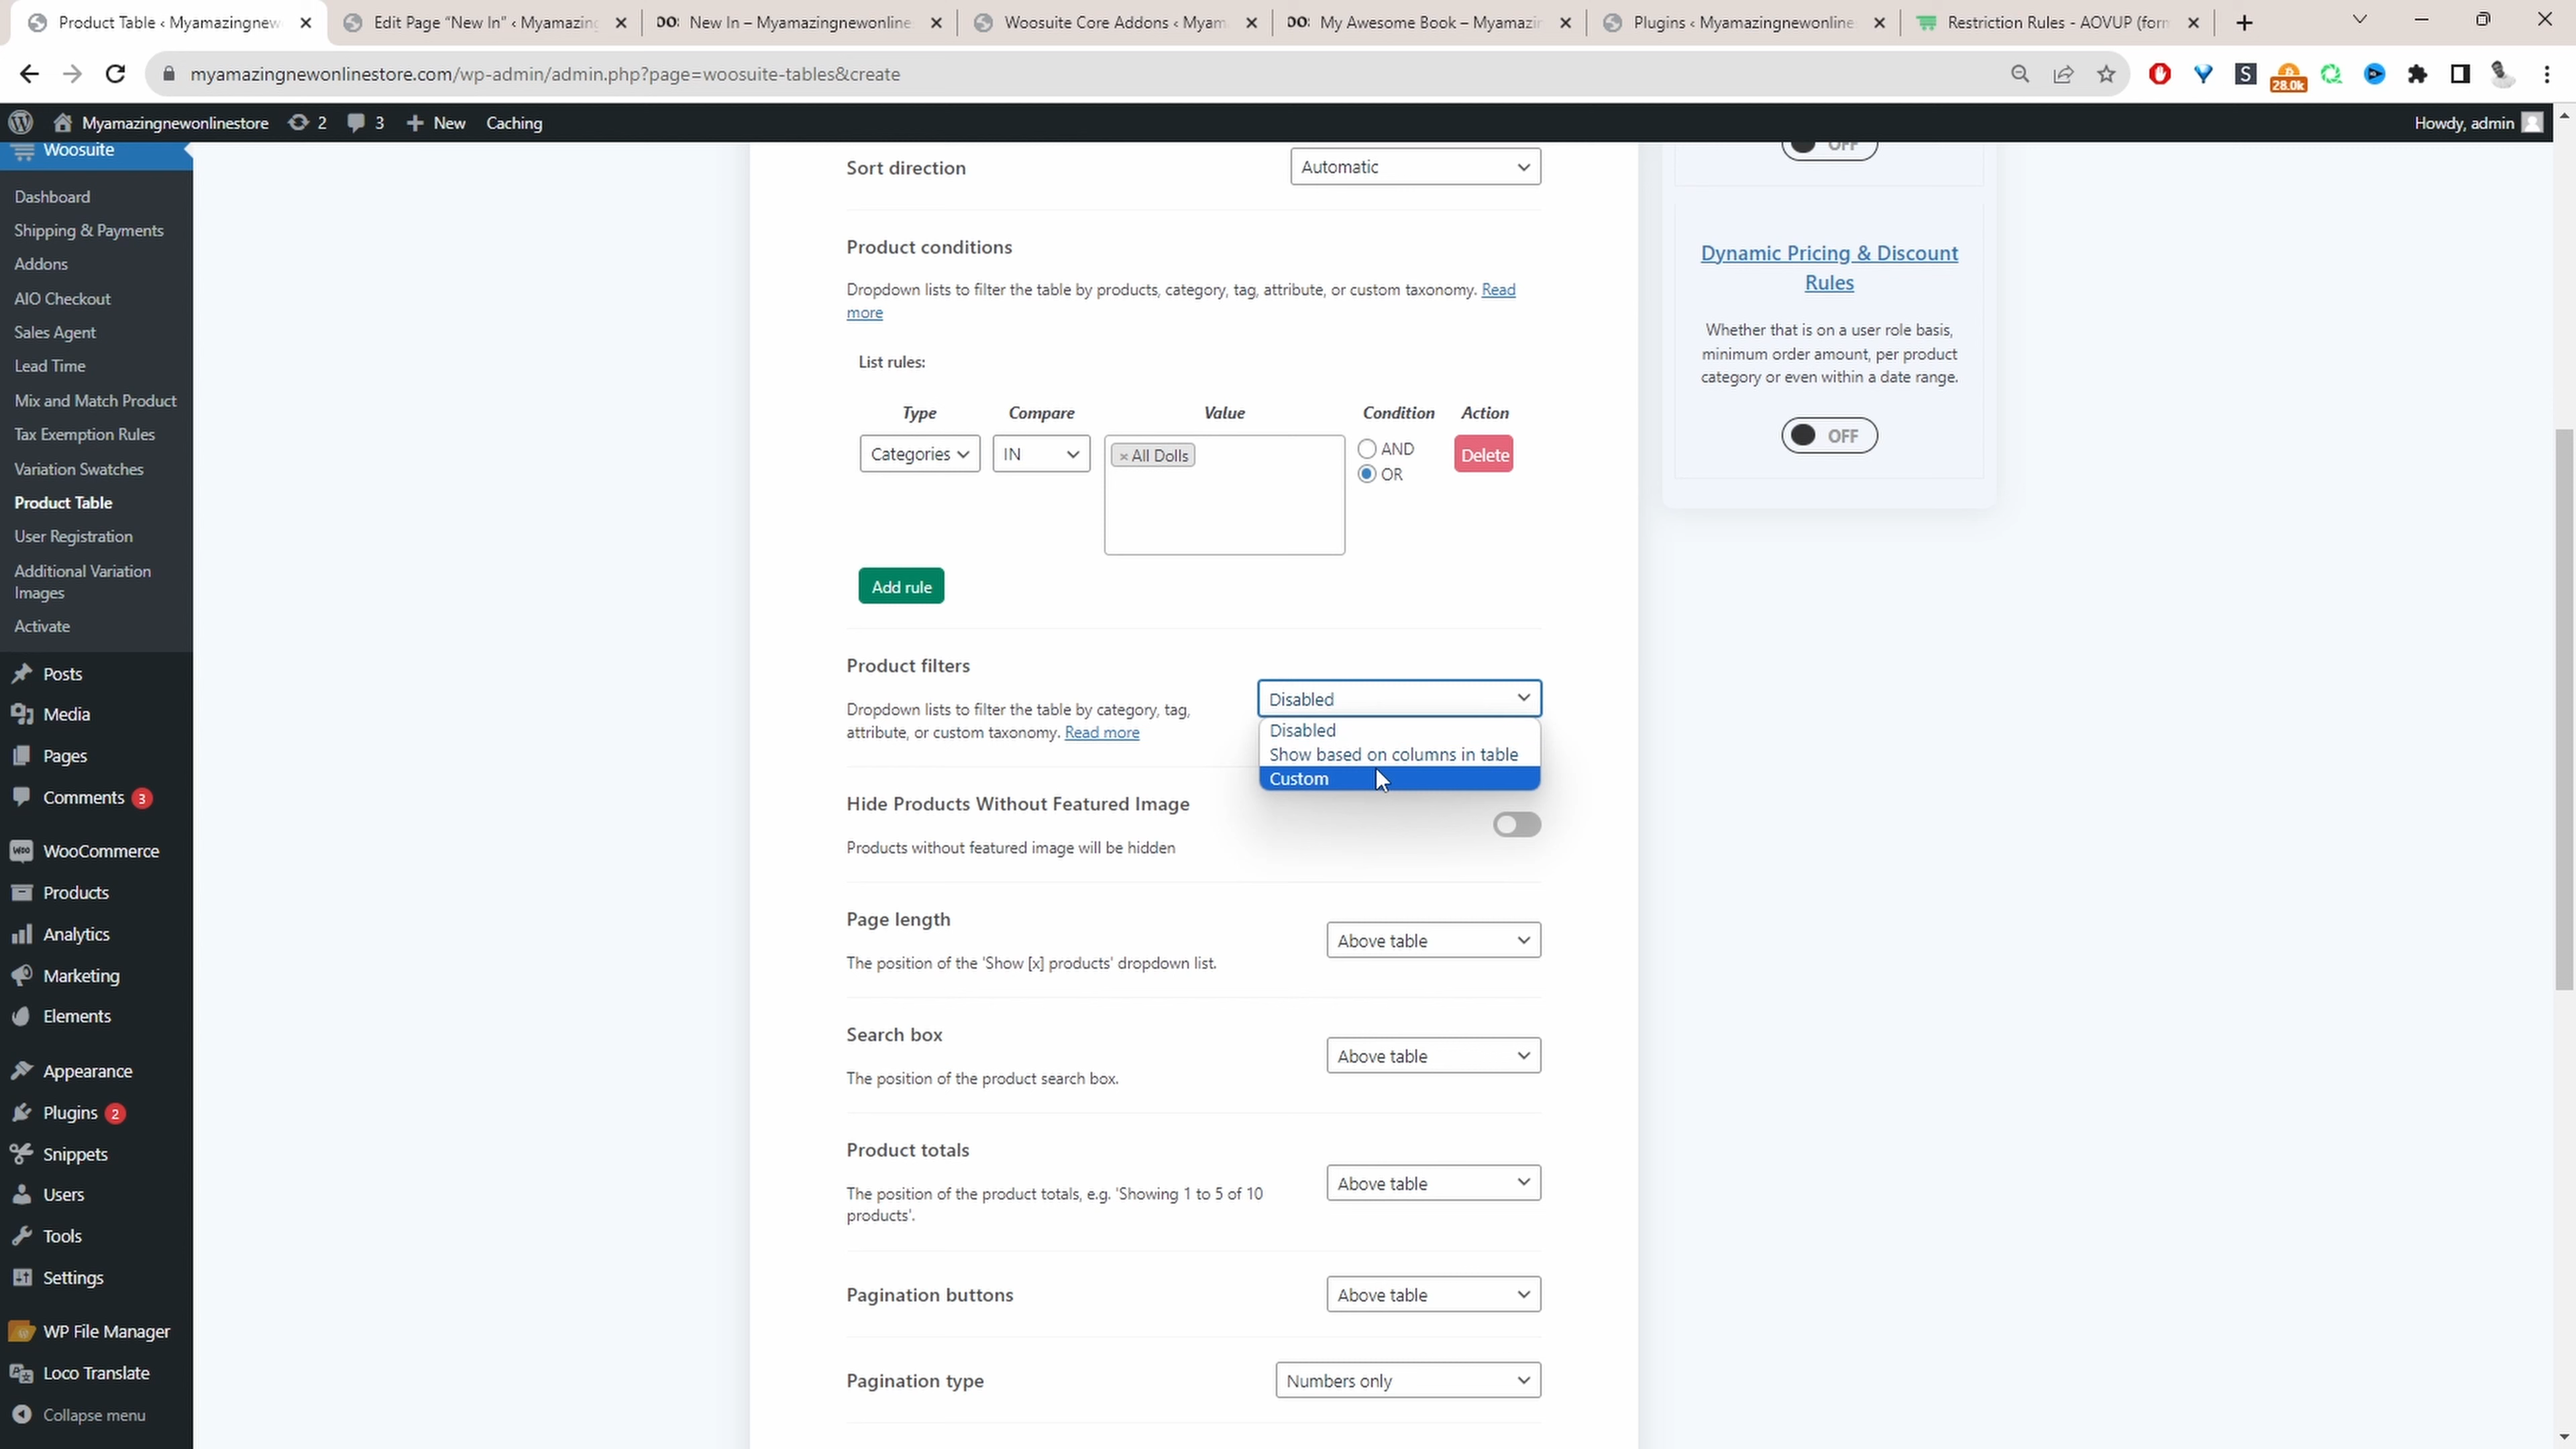 Product Table ‹ Myamazingnew
Edit Page “New In” ‹ Myamazing
New In – Myamazingnewonline
Woosuite Core Addons ‹ Myam
My Awesome Book – Myamazin
Plugins ‹ Myamazingnewonline
Restriction Rules - AOVUP (form
myamazingnewonlinestore.com/wp-admin/admin.php?page=woosuite-tables&create
28.0k
Myamazingnewonlinestore
2
3
New
Caching
Howdy, admin
Woosuite
Dashboard
Shipping & Payments
Addons
AIO Checkout
Sales Agent
Lead Time
Mix and Match Product
Tax Exemption Rules
Variation Swatches
Product Table
User Registration
Additional Variation
Images
Activate
Posts
Media
Pages
Comments 3
WooCommerce
Products
Analytics
Marketing
Elements
Appearance
Plugins 2
Snippets
Users
Tools
Settings
WP File Manager
Loco Translate
Collapse menu
Sort direction
Automatic
Product conditions
Dropdown lists to filter the table by products, category, tag, attribute, or custom taxonomy. Read
more
List rules:
Type Compare Value Condition Action
Categories
IN
× All Dolls
AND
OR
Delete
Add rule
Product filters
Dropdown lists to filter the table by category, tag,
attribute, or custom taxonomy. Read more
Disabled
Disabled
Show based on columns in table
Custom
Hide Products Without Featured Image
Products without featured image will be hidden
Page length
The position of the 'Show [x] products' dropdown list.
Above table
Search box
The position of the product search box.
Above table
Product totals
The position of the product totals, e.g. 'Showing 1 to 5 of 10
products'.
Above table
Pagination buttons
Above table
Pagination type
Numbers only
OFF
Dynamic Pricing & Discount
Rules
Whether that is on a user role basis,
minimum order amount, per product
category or even within a date range.
OFF